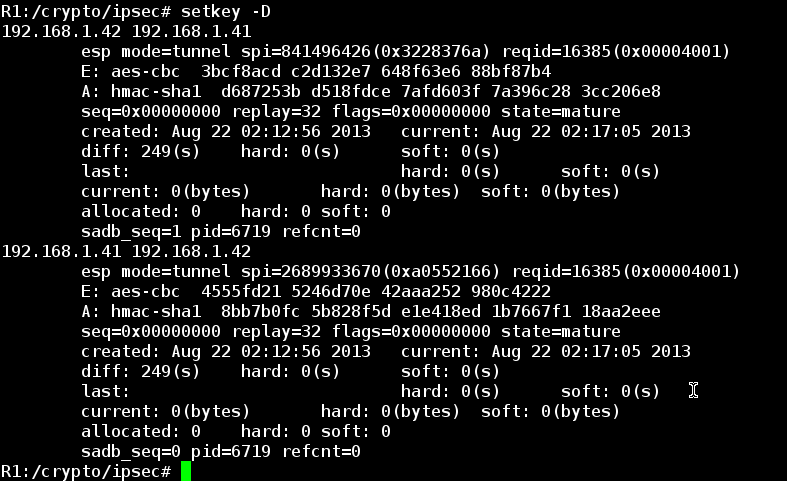 R1:/crypto/ipsec# setkey -D
192.168.1.42 192.168.1.41
esp mode=tunnel spi=841496426(0x3228376a) reqid=16385(0x00004001)
E: aes-cbc  3bcf8acd c2d132e7 648f63e6 88bf87b4
A: hmac-sha1  d687253b d518fdce 7afd603f 7a396c28 3cc206e8
seq=0x00000000 replay=32 flags=0x00000000 state=mature
created: Aug 22 02:12:56 2013   current: Aug 22 02:17:05 2013
diff: 249(s)    hard: 0(s)      soft: 0(s)
last:                           hard: 0(s)      soft: 0(s)
current: 0(bytes)       hard: 0(bytes)  soft: 0(bytes)
allocated: 0    hard: 0 soft: 0
sadb_seq=1 pid=6719 refcnt=0
192.168.1.41 192.168.1.42
esp mode=tunnel spi=2689933670(0xa0552166) reqid=16385(0x00004001)
E: aes-cbc  4555fd21 5246d70e 42aaa252 980c4222
A: hmac-sha1  8bb7b0fc 5b828f5d e1e418ed 1b7667f1 18aa2eee
seq=0x00000000 replay=32 flags=0x00000000 state=mature
created: Aug 22 02:12:56 2013   current: Aug 22 02:17:05 2013
diff: 249(s)    hard: 0(s)      soft: 0(s)
last:                           hard: 0(s)      soft: 0(s)
current: 0(bytes)       hard: 0(bytes)  soft: 0(bytes)
allocated: 0    hard: 0 soft: 0
sadb_seq=0 pid=6719 refcnt=0
R1:/crypto/ipsec#